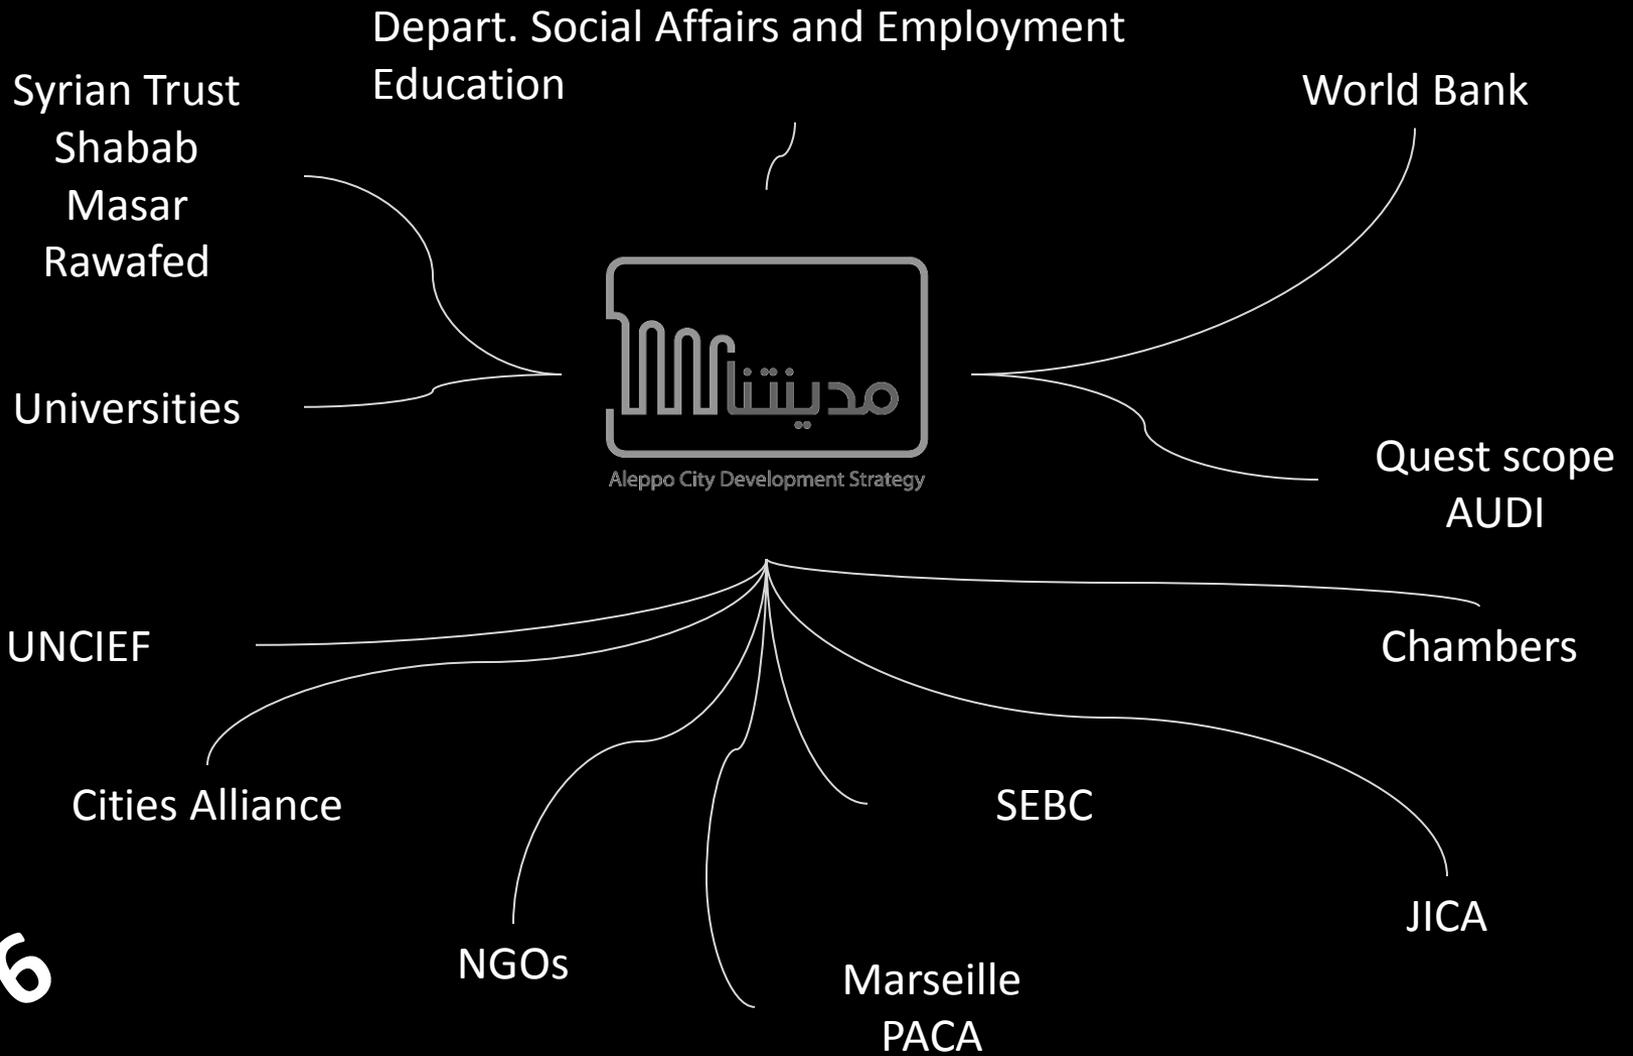 Depart. Social Affairs and Employment
Education
Syrian Trust
Shabab
Masar
Rawafed
World Bank
Universities
مدينتنا
Aleppo City Development Strategy
Quest scope
AUDI
UNCIEF
Chambers
Cities Alliance
SEBC
JICA
NGOs
Marseille
PACA
6